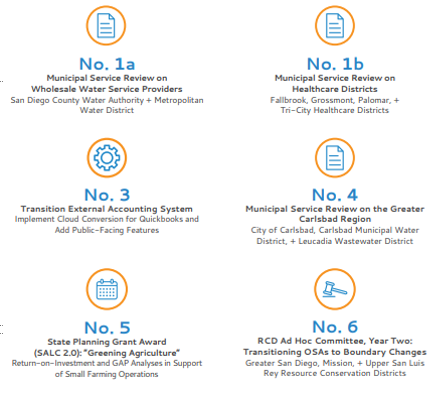 No. 1a
Municipal Service Review on
Wholesale Water Service Providers
San Diego County Water Authority + Metropolitan
Water District
No. 1b
Municipal Service Review on
Healthcare Districts
Fallbrook, Grossmont, Palomar, +
Tri-City Healthcare Districts
No. 3
Transition External Accounting System
Implement Cloud Conversion for Quickbooks and
Add Public-Facing Features
No. 4
Municipal Service Review on the Greater
Carlsbad Region
City of Carlsbad, Carlsbad Municipal Water
District, + Leucadia Wastewater District
No. 5
State Planning Grant Award
(SALC 2.0): "Greening Agriculture"
Return-on-Investment and GAP Analyses in Support
of Small Farming Operations
No. 6
RCD Ad Hoc Committee, Year Two:
Transitioning OSAs to Boundary Changes
Greater San Diego, Mission, + Upper San Luis
Rey Resource Conservation Districts